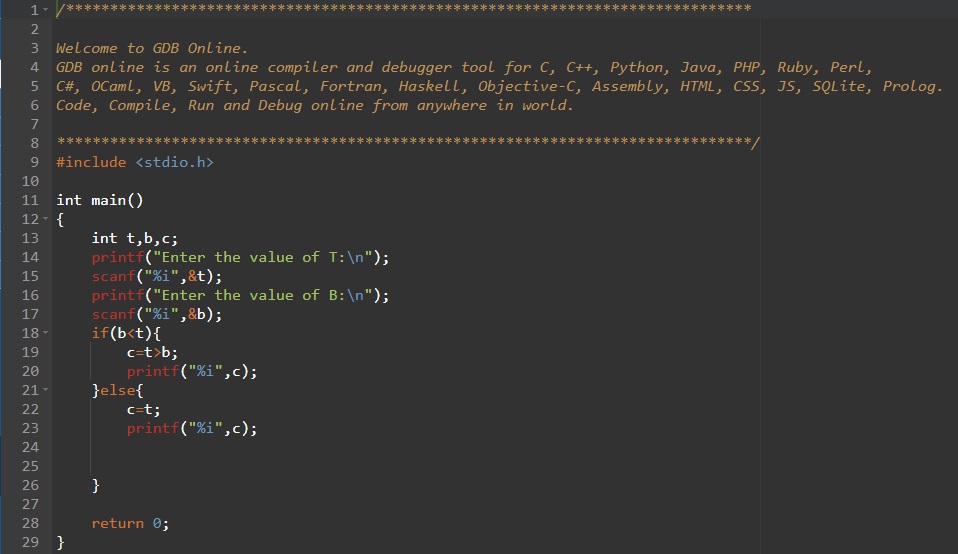 1 /******************************************************************************
2
3 Welcome to GDB Online.
4 GDB online is an online compiler and debugger tool for C, C++, Python, Java, PHP, Ruby, Perl,
5 C#, OCaml, VB, Swift, Pascal, Fortran, Haskell, Objective-C, Assembly, HTML, CSS, JS, SQLite, Prolog.
6 Code, Compile, Run and Debug online from anywhere in world.
7
8 *******************************************************************************/
9 #include <stdio.h>
10
11 int main()
12 {
13     int t,b,c;
14     printf("Enter the value of T:\n");
15     scanf("%i",&t);
16     printf("Enter the value of B:\n");
17     scanf("%i",&b);
18     if(b<t){
19         c=t>b;
20         printf("%i",c);
21     }else{
22         c=t;
23         printf("%i",c);
24
25
26     }
27
28     return 0;
29 }